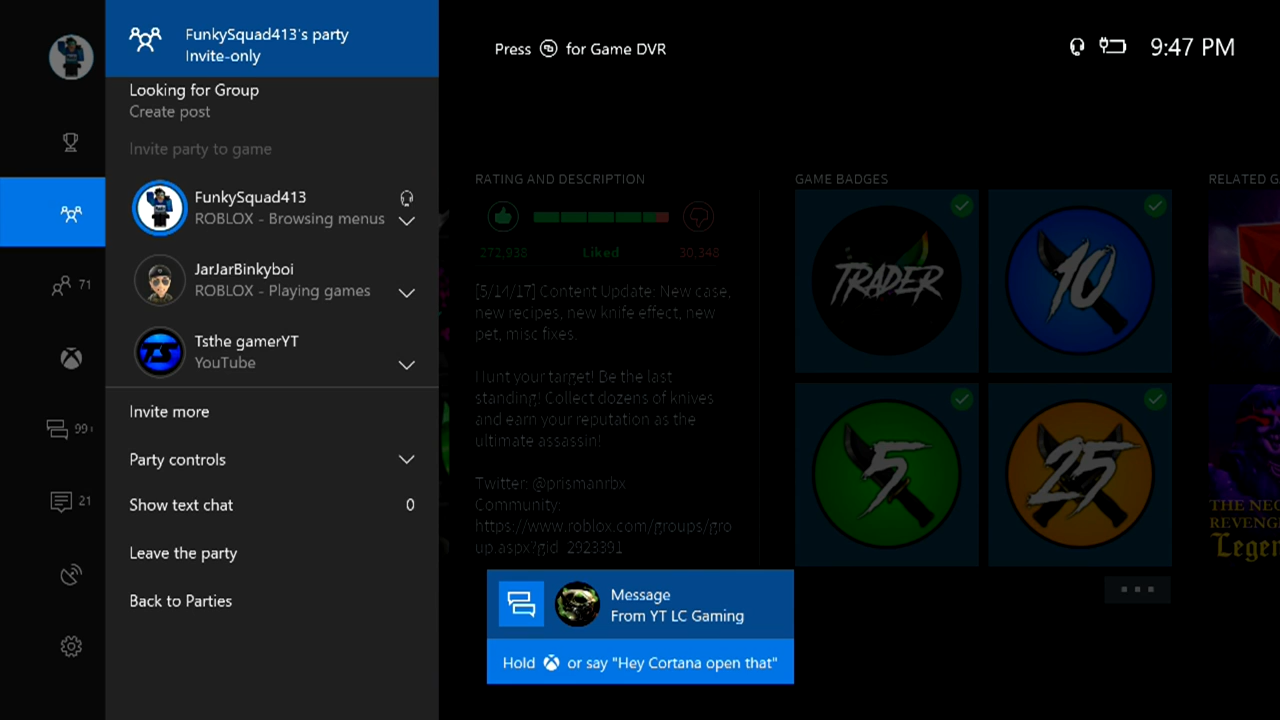 FunkySquad413's party
Invite-only
Looking for Group
Create post
Invite party to game
FunkySquad413
ROBLOX - Browsing menus
JarJarBinkyboi
ROBLOX - Playing games
Tsthe gamerYT
YouTube
Invite more
Party controls
Show text chat 0
Leave the party
Back to Parties
71
99+
21
Press for Game DVR
9:47 PM
RATING AND DESCRIPTION
272,938 Liked 30,348
[5/14/17] Content Update: New case,
new recipes, new knife effect, new
pet, misc fixes.
Hunt your target! Be the last
standing! Collect dozens of knives
and earn your reputation as the
ultimate assassin!
Twitter: @prismanrbx
Community:
https://www.roblox.com/groups/gro
up.aspx?gid=2923391
GAME BADGES
TRADER
10
5
25
RELATED G
THE NEC
REVENG
Legen
Message
From YT LC Gaming
Hold or say "Hey Cortana open that"